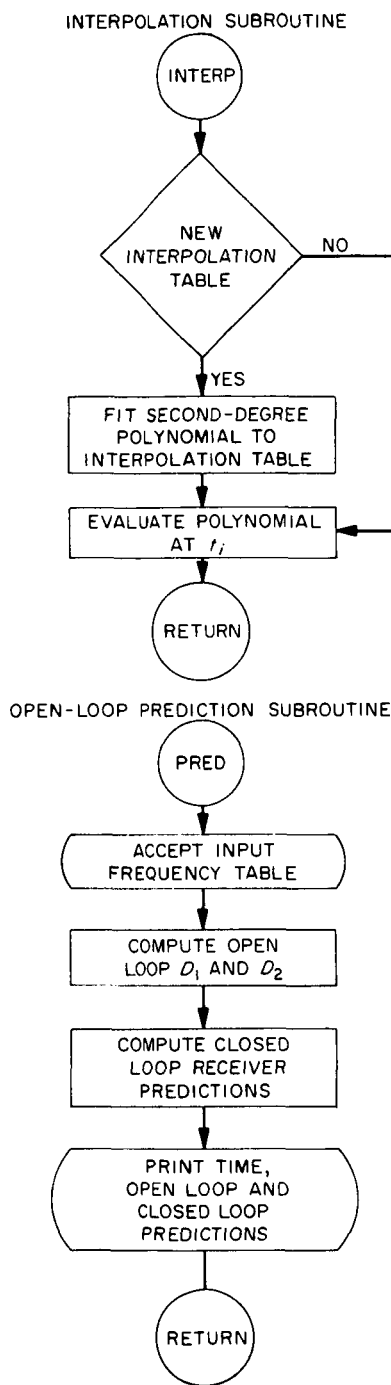 INTERPOLATION SUBROUTINE
INTERP
NEW
INTERPOLATION
TABLE
NO
YES
FIT SECOND-DEGREE
POLYNOMIAL TO
INTERPOLATION TABLE
EVALUATE POLYNOMIAL
AT tᵢ
RETURN
OPEN-LOOP PREDICTION SUBROUTINE
PRED
ACCEPT INPUT
FREQUENCY TABLE
COMPUTE OPEN
LOOP D₁ AND D₂
COMPUTE CLOSED
LOOP RECEIVER
PREDICTIONS
PRINT TIME,
OPEN LOOP AND
CLOSED LOOP
PREDICTIONS
RETURN